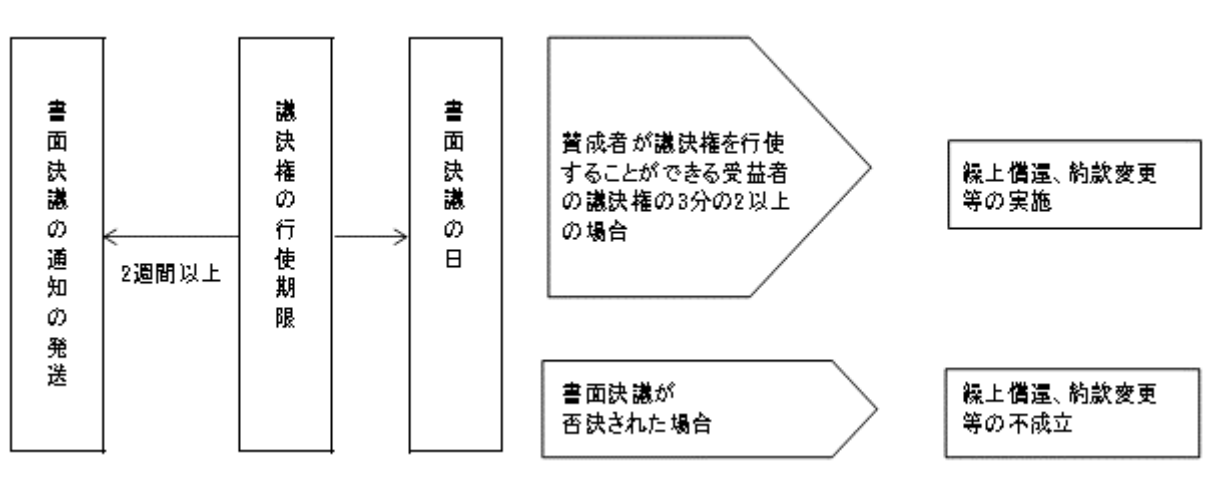 書面決議の通知の発送
2週間以上
議決権の行使期限
書面決議の日
賛成者が議決権を行使
することができる受益者
の議決権の3分の2以上
の場合
繰上償還、約款変更
等の実施
書面決議が
否決された場合
繰上償還、約款変更
等の不成立